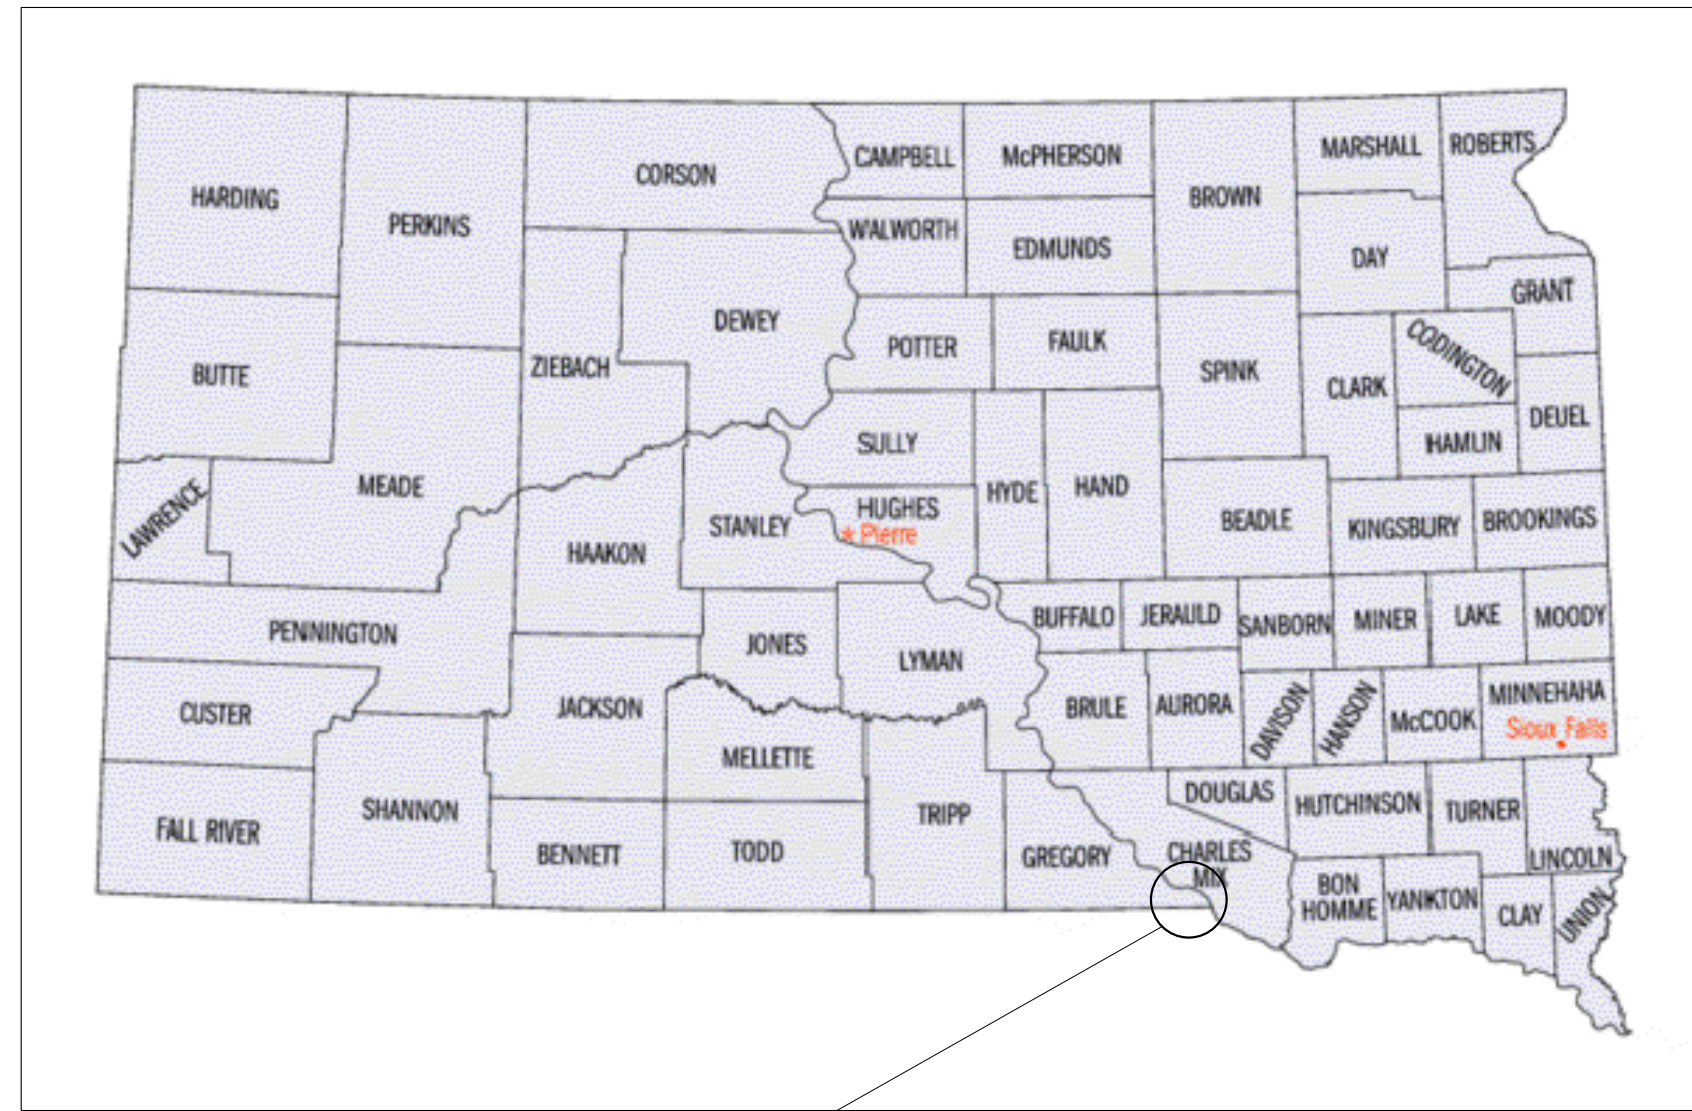 HARDING
PERKINS
CORSON
CAMPBELL
McPHERSON
BROWN
MARSHALL
ROBERTS
WALWORTH
EDMUNDS
DAY
GRANT
BUTTE
ZIEBACH
DEWEY
POTTER
FAULK
SPINK
CLARK
CODINGTON
DEUEL
HAMLIN
LAWRENCE
MEADE
SULLY
HYDE
HAND
HAAKON
STANLEY
HUGHES
* Pierre
BEADLE
KINGSBURY
BROOKINGS
PENNINGTON
JONES
LYMAN
BUFFALO
JERAULD
SANBORN
MINER
LAKE
MOODY
CUSTER
JACKSON
BRULE
AURORA
DAVISON
HANSON
McCOOK
MINNEHAHA
Sioux Falls
MELLETTE
FALL RIVER
SHANNON
BENNETT
TODD
TRIPP
GREGORY
DOUGLAS
CHARLES
MIX
HUTCHINSON
TURNER
LINCOLN
BON
HOMME
YANKTON
CLAY
UNION